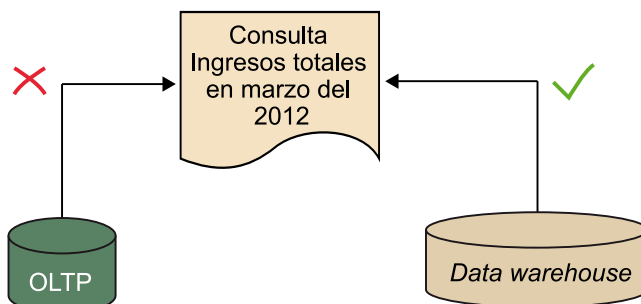 Consulta
Ingresos totales
en marzo del
2012
OLTP
Data warehouse